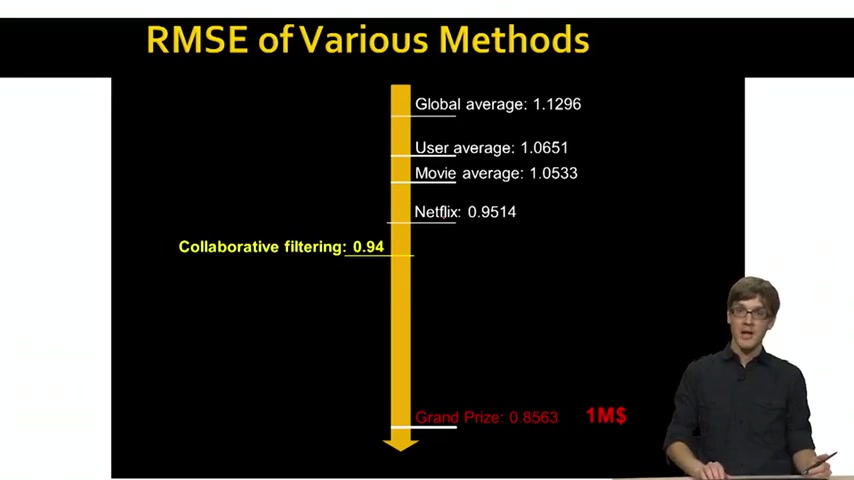 RMSE of Various Methods
Global average: 1.1296
User average: 1.0651
Movie average: 1.0533
Netflix: 0.9514
Collaborative filtering: 0.94
Grand Prize: 0.8563 1M$